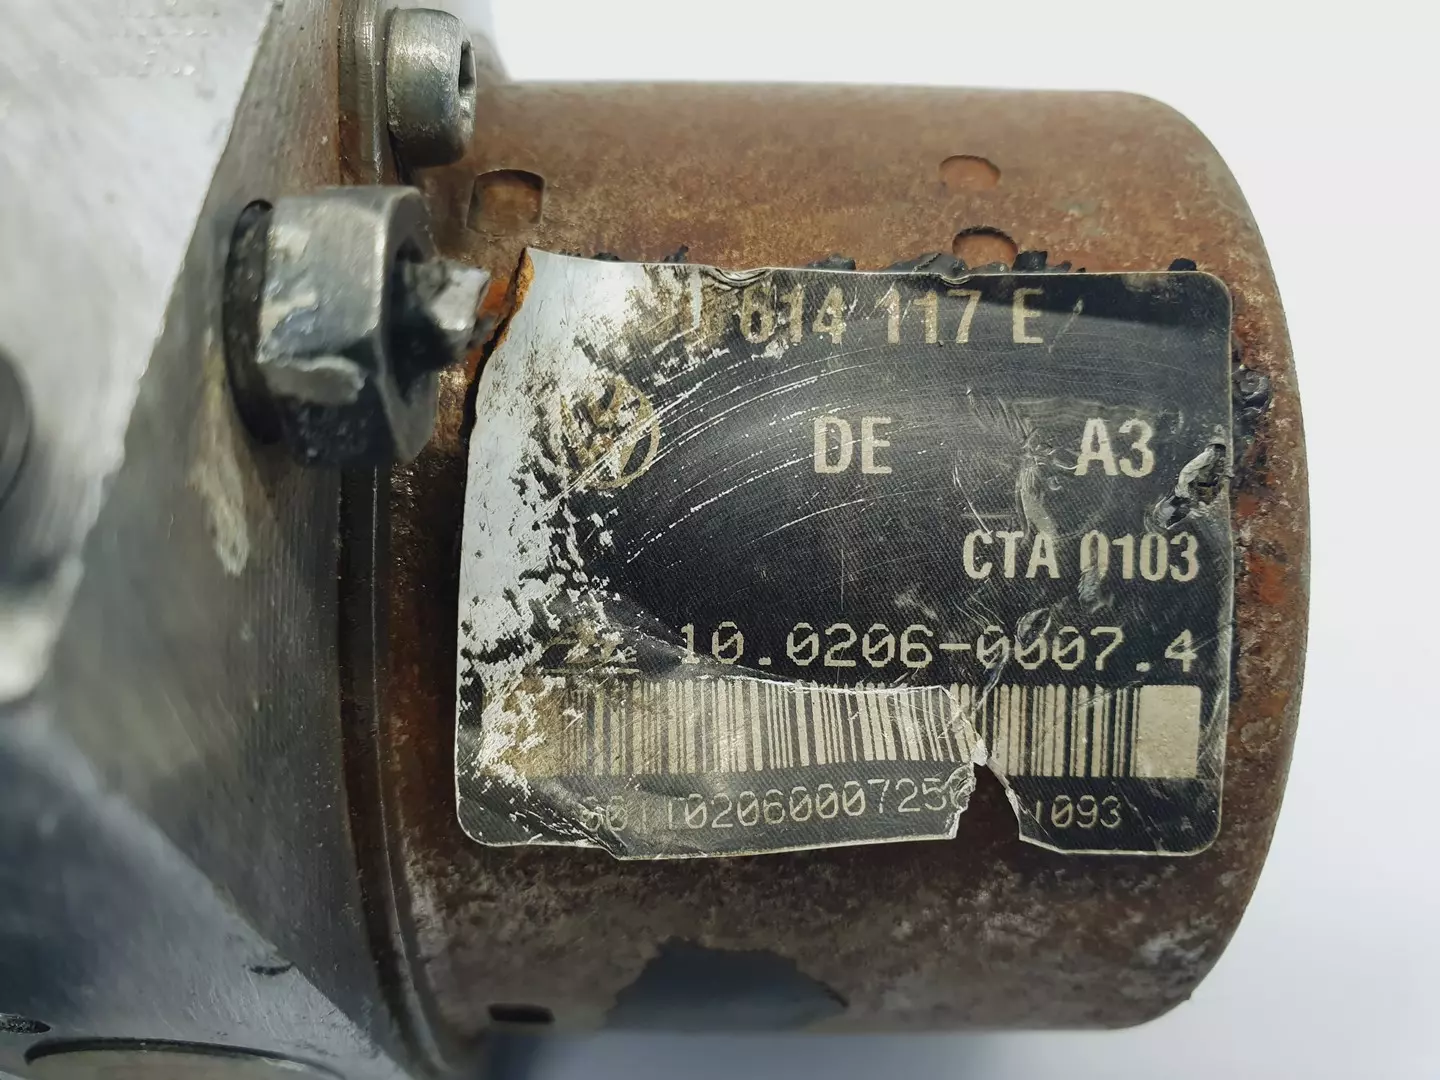 614 117 E
DE A3
CTA 0103
10.0206-0007.4
1093